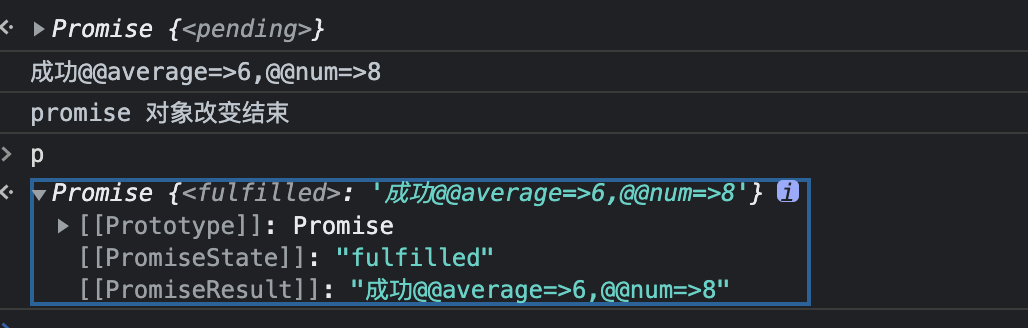 Promise {<pending>}
成功@@average=>6,@@num=>8
promise 对象改变结束
p
Promise {<fulfilled>: '成功@@average=>6,@@num=>8'} i
[[Prototype]]: Promise
[[PromiseState]]: "fulfilled"
[[PromiseResult]]: "成功@@average=>6,@@num=>8"